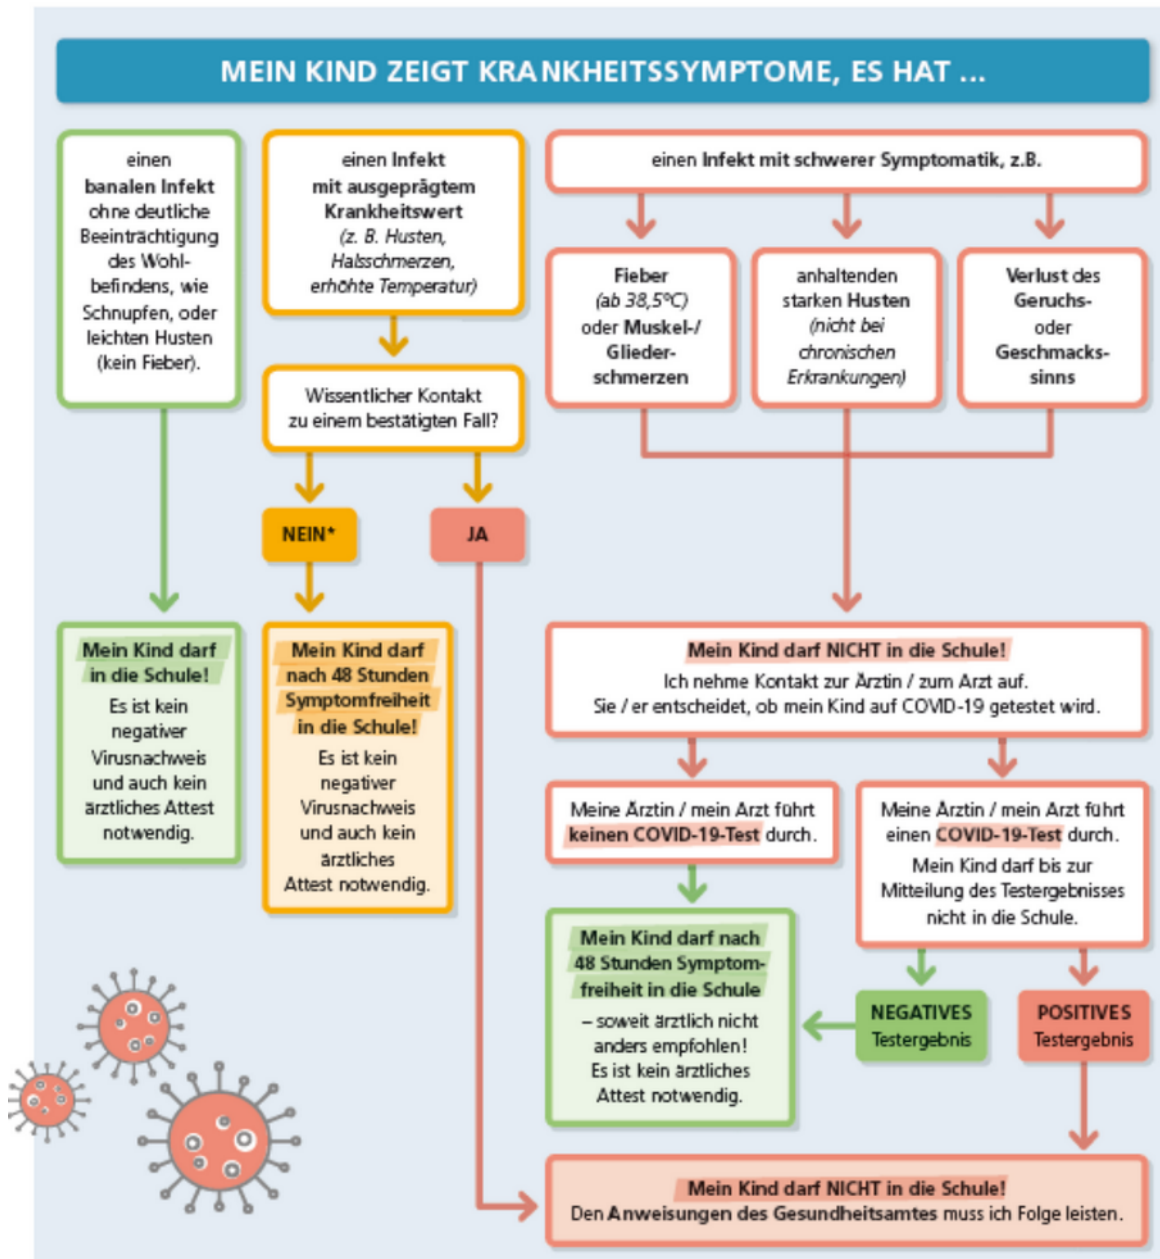 MEIN KIND ZEIGT KRANKHEITSSYMPTOME, ES HAT ...
einen
banalen Infekt
ohne deutliche
Beeinträchtigung
des Wohl-
befindens, wie
Schnupfen, oder
leichten Husten
(kein Fieber).
einen Infekt
mit ausgeprägtem
Krankheitswert
(z. B. Husten,
Halsschmerzen,
erhöhte Temperatur)
einen Infekt mit schwerer Symptomatik, z.B.
Fieber
(ab 38,5ºC)
oder Muskel-/
Glieder-
schmerzen
anhaltenden
starken Husten
(nicht bei
chronischen
Erkrankungen)
Verlust des
Geruchs-
oder
Geschmacks-
sinns
Wissentlicher Kontakt
zu einem bestätigten Fall?
NEIN*
JA
Mein Kind darf
in die Schule!
Es ist kein
negativer
Virusnachweis
und auch kein
ärztliches Attest
notwendig.
Mein Kind darf
nach 48 Stunden
Symptomfreiheit
in die Schule!
Es ist kein
negativer
Virusnachweis
und auch kein
ärztliches
Attest notwendig.
Mein Kind darf NICHT in die Schule!
Ich nehme Kontakt zur Ärztin / zum Arzt auf.
Sie / er entscheidet, ob mein Kind auf COVID-19 getestet wird.
Meine Ärztin / mein Arzt führt
keinen COVID-19-Test durch.
Meine Ärztin / mein Arzt führt
einen COVID-19-Test durch.
Mein Kind darf bis zur
Mitteilung des Testergebnisses
nicht in die Schule.
Mein Kind darf nach
48 Stunden Symptom-
freiheit in die Schule
– soweit ärztlich nicht
anders empfohlen!
Es ist kein ärztliches
Attest notwendig.
NEGATIVES
Testergebnis
POSITIVES
Testergebnis
Mein Kind darf NICHT in die Schule!
Den Anweisungen des Gesundheitsamtes muss ich Folge leisten.